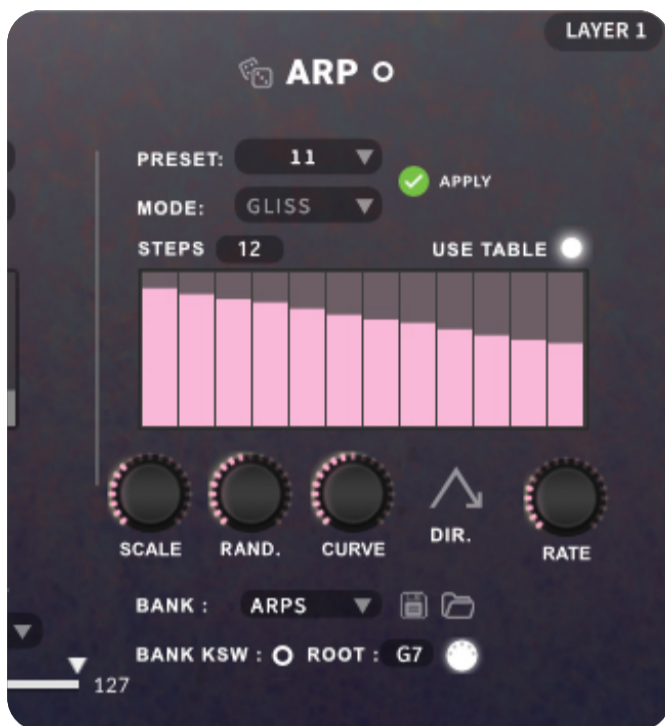 LAYER 1
ARP
PRESET: 11
APPLY
MODE: GLISS
STEPS 12 USE TABLE
SCALE RAND. CURVE DIR. RATE
BANK : ARPS
BANK KSW : ROOT : G7
127